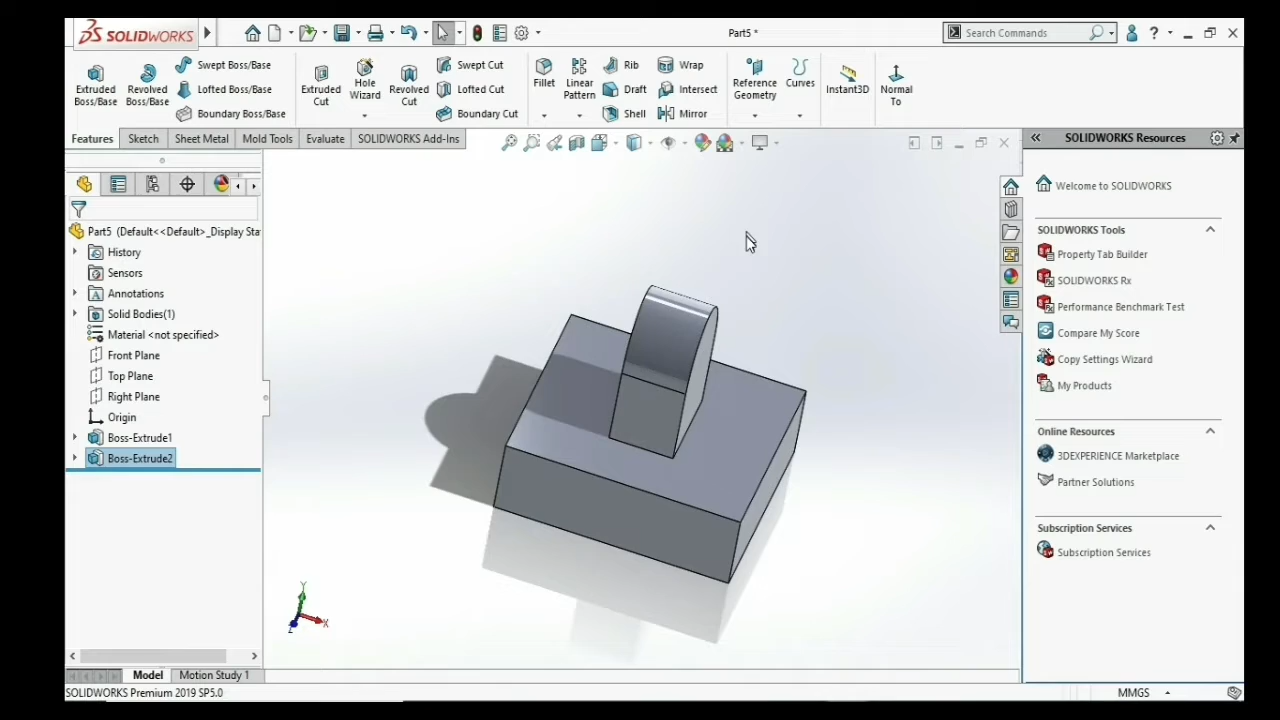 SOLIDWORKS
Part5 *
Search Commands
?
Extruded Boss/Base
Revolved Boss/Base
Swept Boss/Base
Lofted Boss/Base
Boundary Boss/Base
Extruded Cut
Hole Wizard
Revolved Cut
Swept Cut
Lofted Cut
Boundary Cut
Fillet
Linear Pattern
Rib
Draft
Shell
Wrap
Intersect
Mirror
Reference Geometry
Curves
Instant3D
Normal To
Features
Sketch
Sheet Metal
Mold Tools
Evaluate
SOLIDWORKS Add-Ins
SOLIDWORKS Resources
Part5 (Default<<Default>_Display Sta
History
Sensors
Annotations
Solid Bodies(1)
Material <not specified>
Front Plane
Top Plane
Right Plane
Origin
Boss-Extrude1
Boss-Extrude2
Welcome to SOLIDWORKS
SOLIDWORKS Tools
Property Tab Builder
SOLIDWORKS Rx
Performance Benchmark Test
Compare My Score
Copy Settings Wizard
My Products
Online Resources
3DEXPERIENCE Marketplace
Partner Solutions
Subscription Services
Subscription Services
Y
X
Z
Model
Motion Study 1
SOLIDWORKS Premium 2019 SP5.0
MMGS